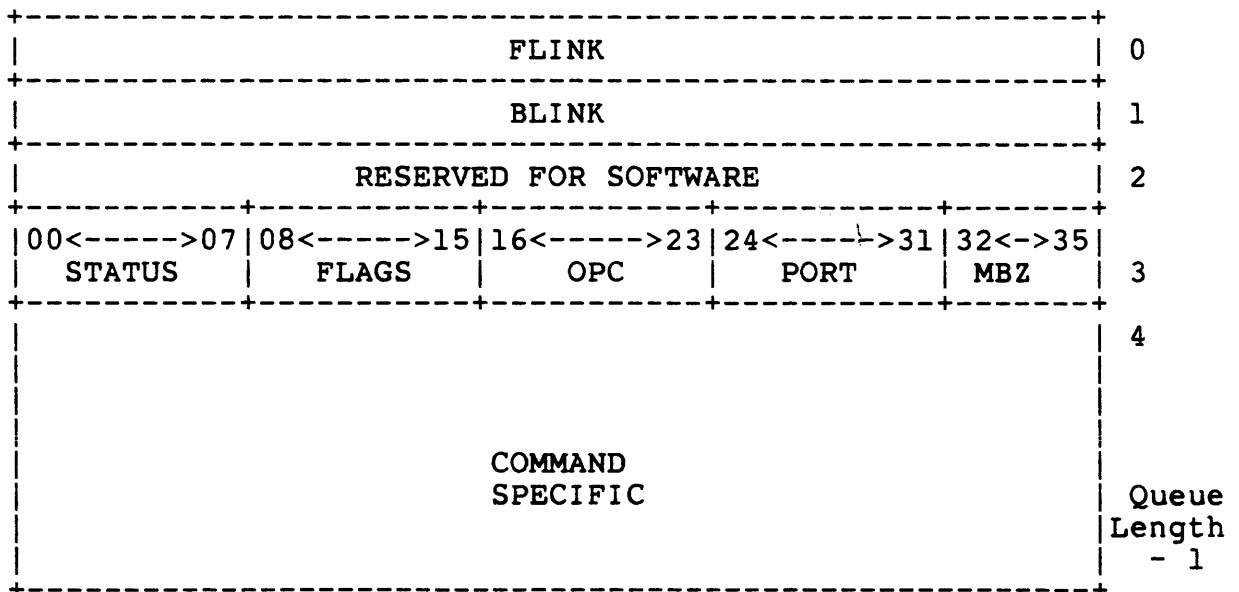 FLINK 0
BLINK 1
RESERVED FOR SOFTWARE 2
00<----->07|08<----->15|16<----->23|24<----->31|32<->35
STATUS | FLAGS | OPC | PORT | MBZ 3
4
COMMAND
SPECIFIC Queue
Length
- 1